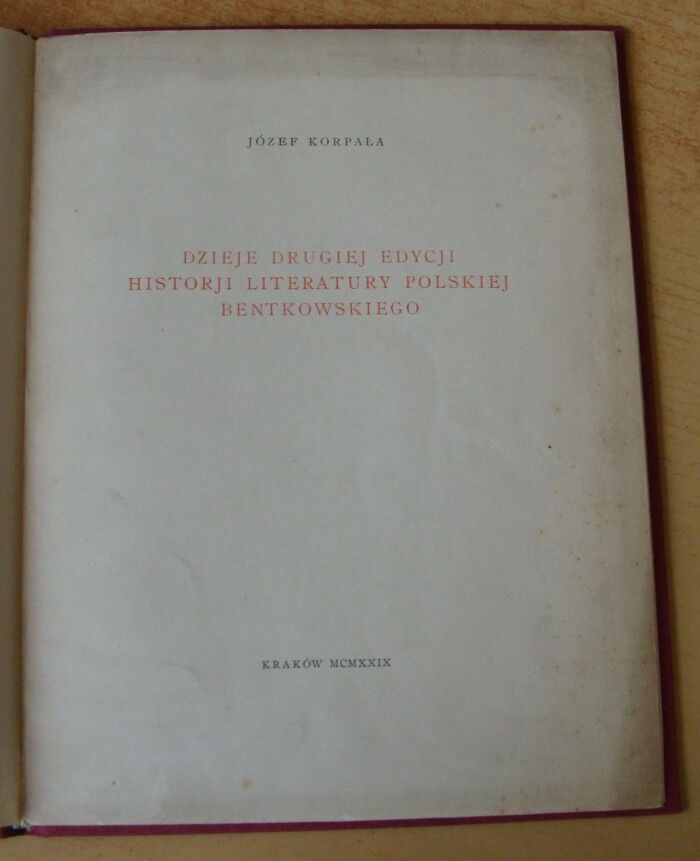 JÓZEF KORPAŁA
DZIEJE DRUGIEJ EDYCJI
HISTORJI LITERATURY POLSKIEJ
BENTKOWSKIEGO
KRAKÓW MCMXXIX